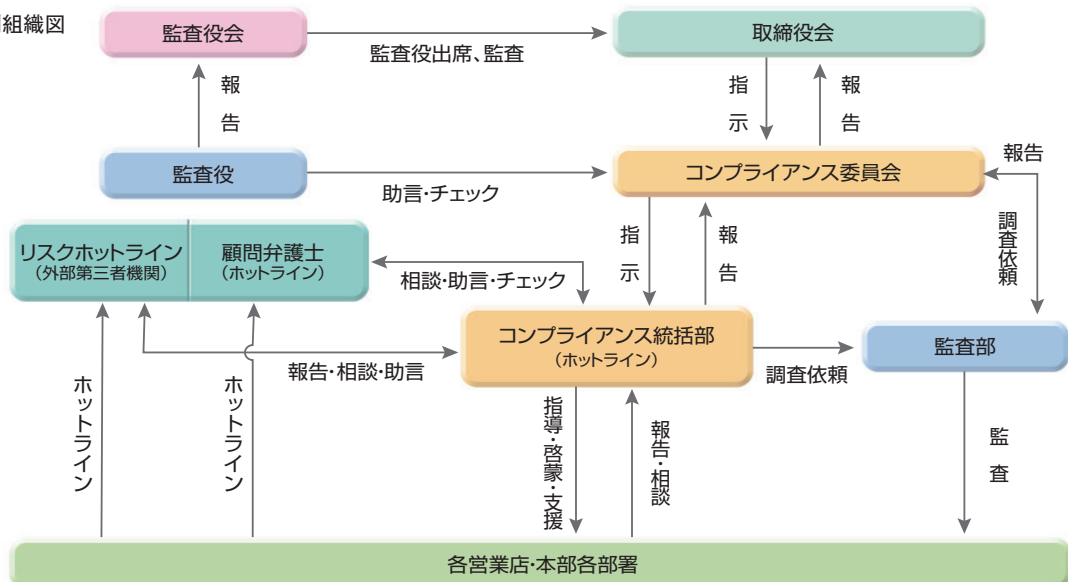 組織図
監査役会
取締役会
監査役出席、監査
報告
指示
報告
監査役
コンプライアンス委員会
報告
助言・チェック
調査依頼
リスクホットライン
(外部第三者機関)
顧問弁護士
(ホットライン)
相談・助言・チェック
指示
報告
コンプライアンス統括部
(ホットライン)
監査部
報告・相談・助言
調査依頼
ホットライン
ホットライン
指導・啓蒙・支援
報告・相談
監査
各営業店・本部各部署